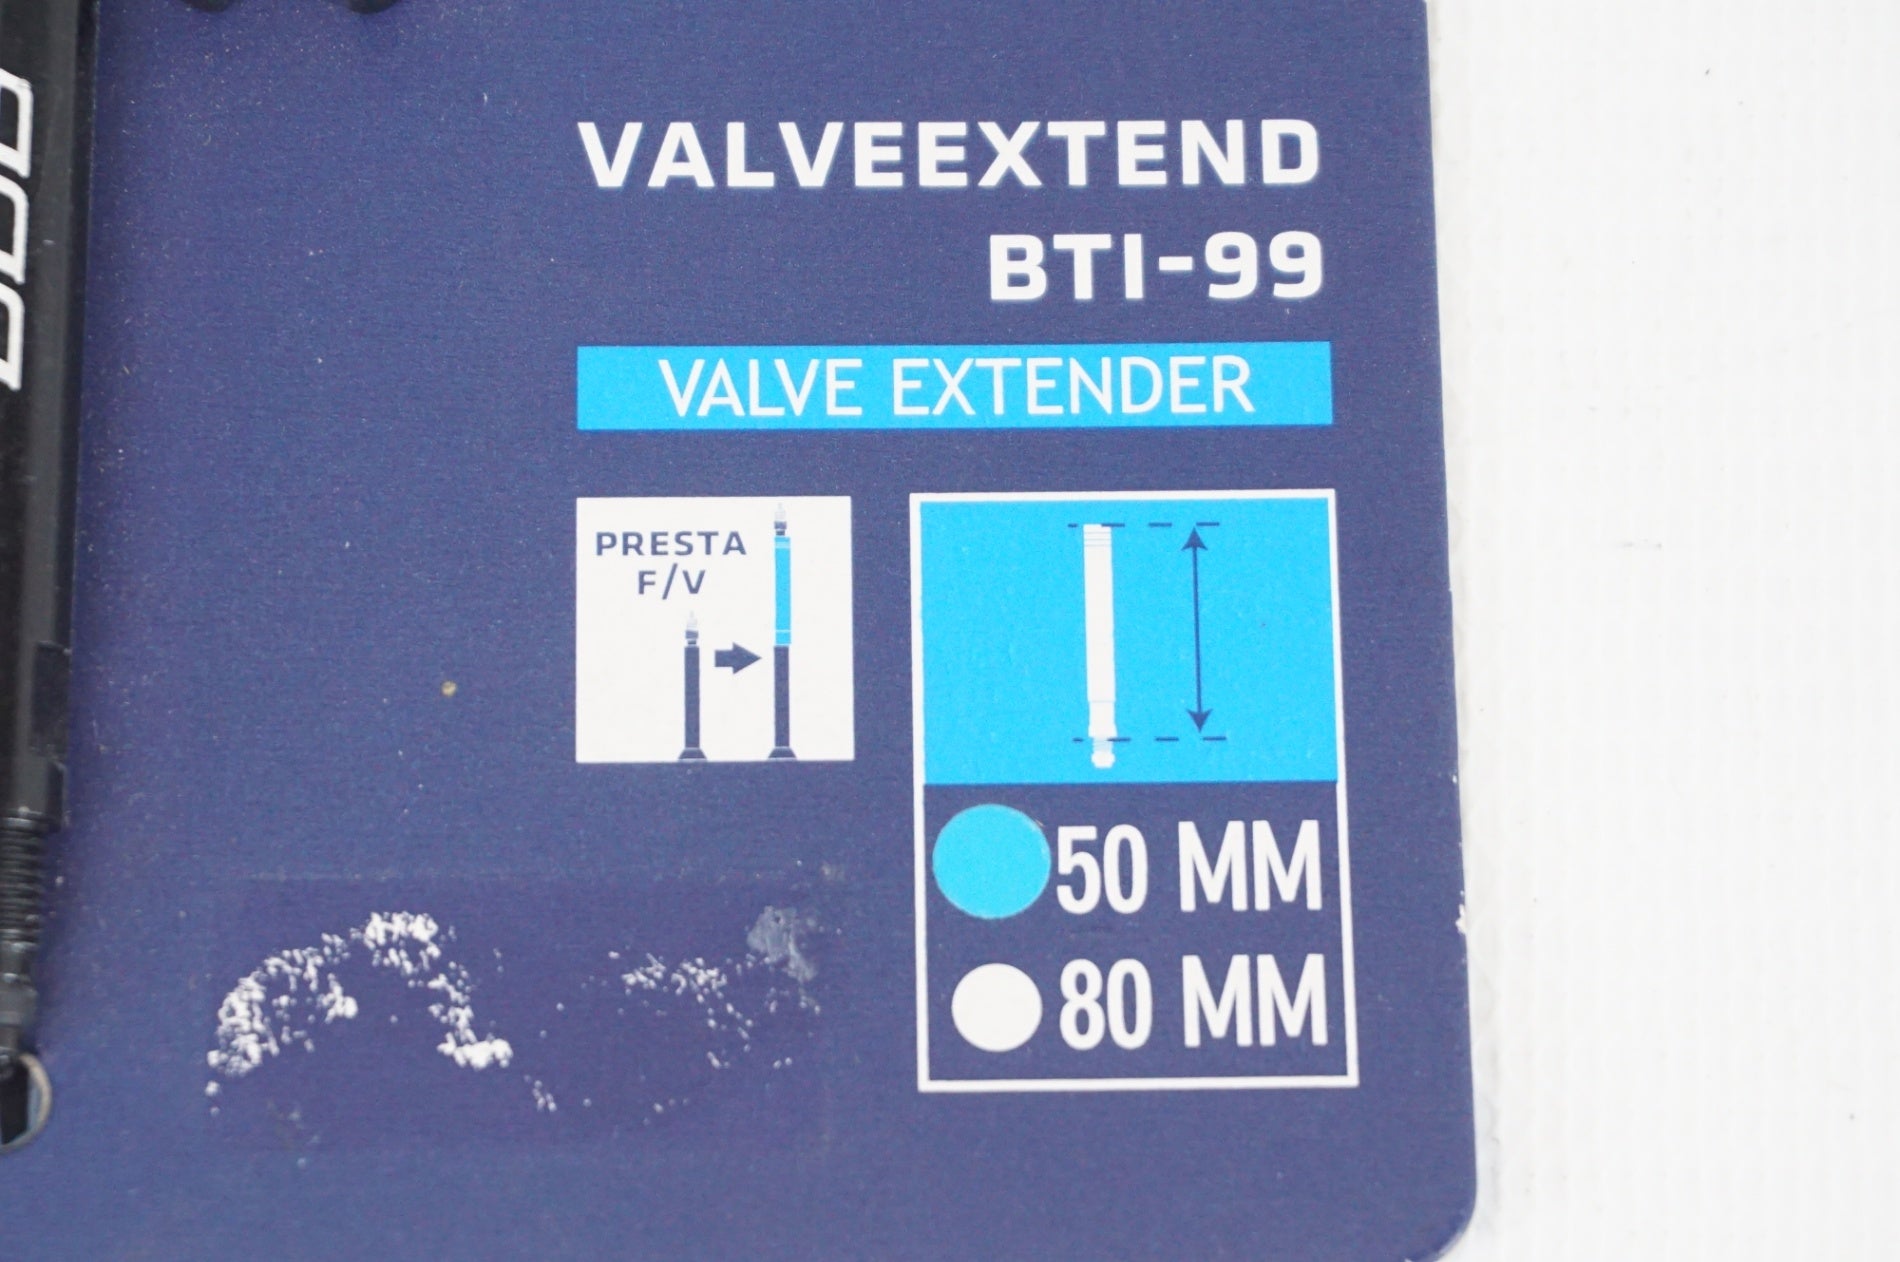 VALVEEXTEND
BTI-99
VALVE EXTENDER
PRESTA
F/V
50 MM
80 MM